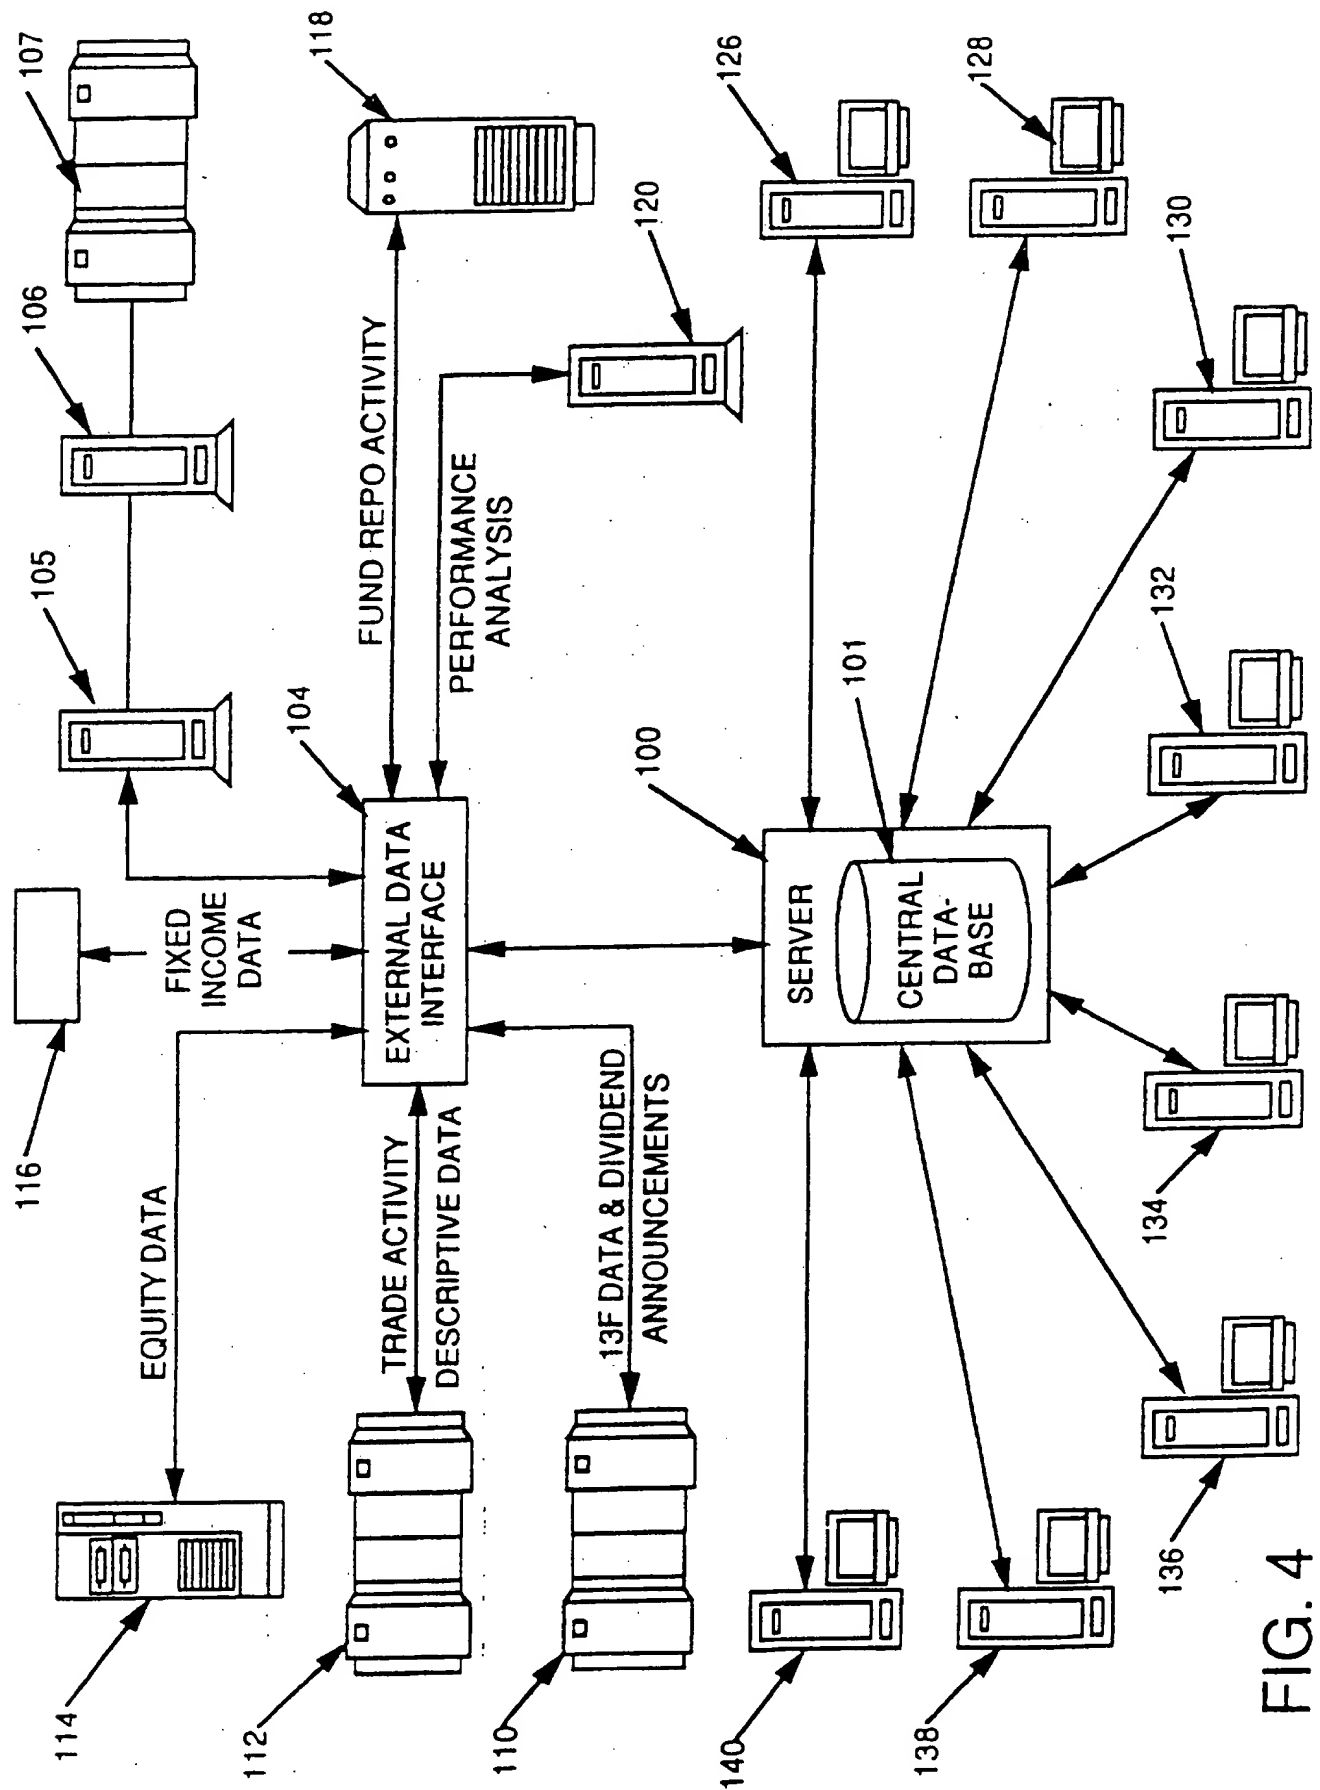 114
EQUITY DATA
116
FIXED
INCOME
DATA
105
106
107
112
TRADE ACTIVITY
DESCRIPTIVE DATA
104
EXTERNAL DATA
INTERFACE
FUND REPO ACTIVITY
118
110
13F DATA & DIVIDEND
ANNOUNCEMENTS
PERFORMANCE
ANALYSIS
120
100
SERVER
101
CENTRAL
DATA-
BASE
140
138
136
134
132
130
128
126
FIG. 4